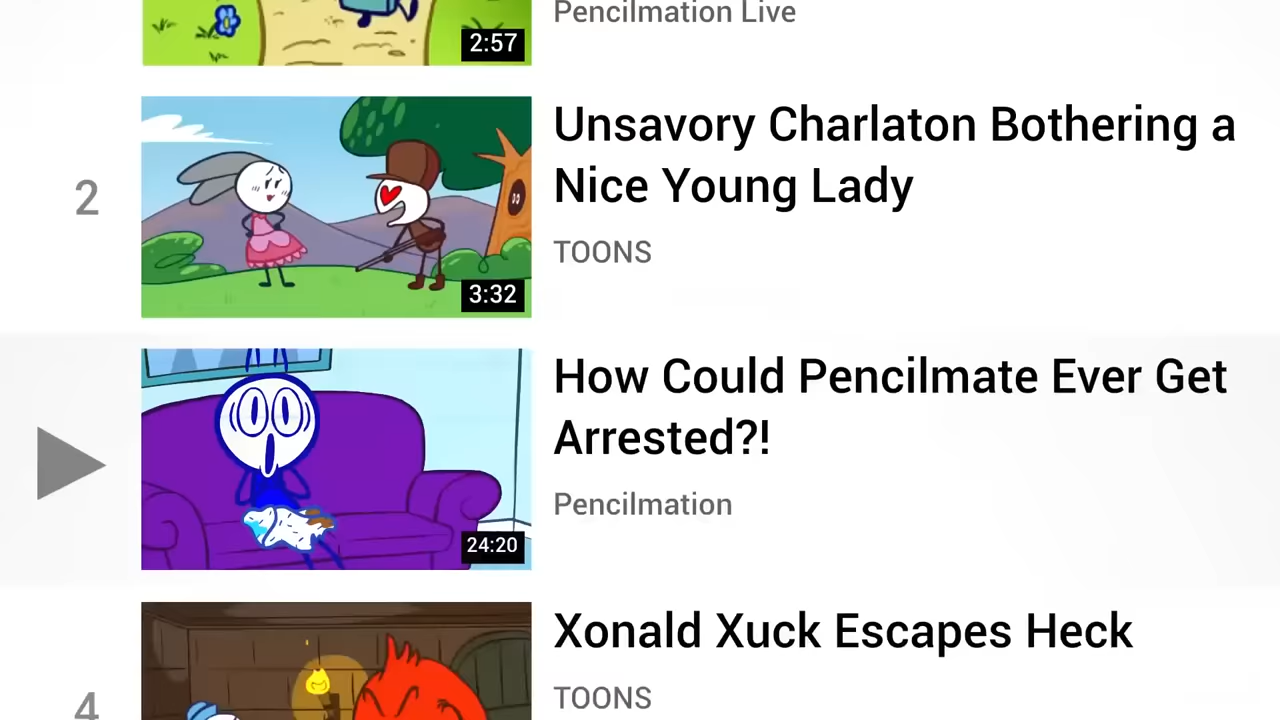 Pencilmation Live
2:57
2
Unsavory Charlaton Bothering a
Nice Young Lady
TOONS
3:32
How Could Pencilmate Ever Get
Arrested?!
Pencilmation
24:20
4
Xonald Xuck Escapes Heck
TOONS